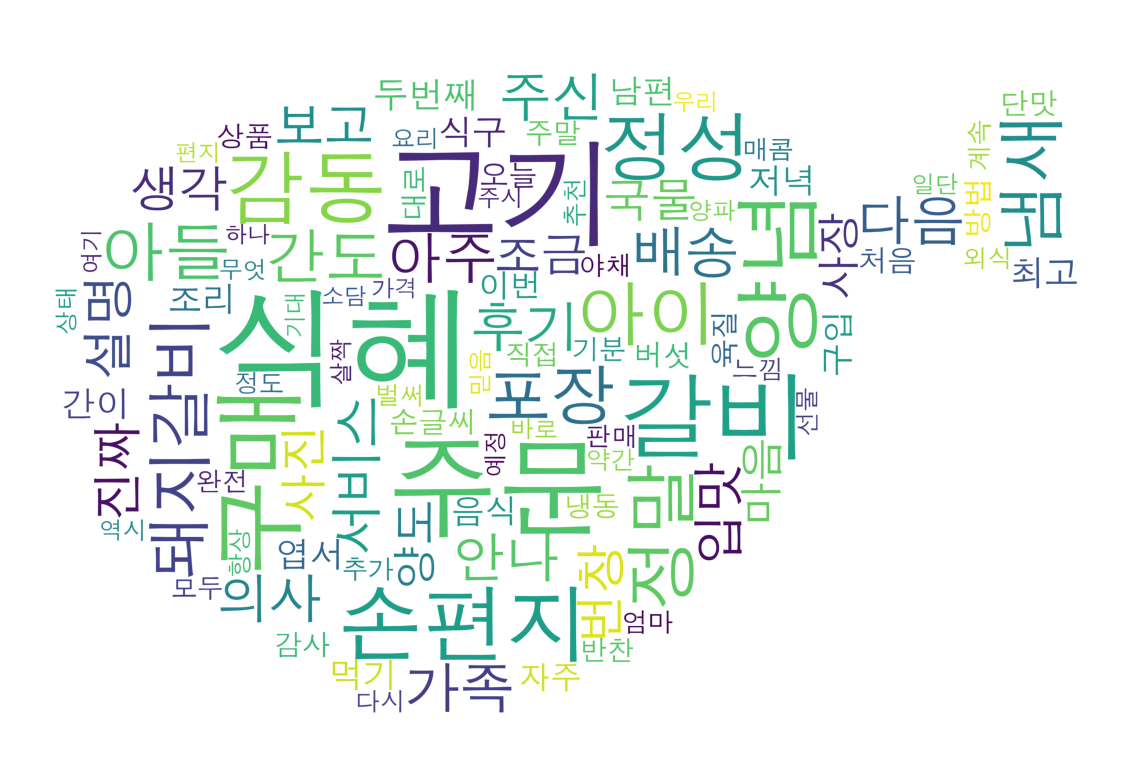 두번째
주신
남편
우리
단맛
보고
상품
요리
식구
주말
정성
매콤
계속
냄새
편지
생각
감동
고기
오늘
주시
대로
추천
국물
양파
저녁
일단
방법
여기
아들
하나
간도
무엇
아주
조금
야채
배송
양념
사장
다음
처음
외식
최고
상태
설명
조리
기대
소담
가격
이번
식혜
후기
아이
기분
육질
구입
돼지갈비
정도
살짝
믿음
직접
버섯
느낌
간이
구매
벌써
손글씨
포장
갈비
선물
진짜
완전
사진
서비스
주문
예정
바로
판매
약간
정말
입맛
마음
역시
항상
엽서
추가
양도
음식
안나
냉동
모두
의사
손편지
번창
엄마
감사
반찬
먹기
다시
가족
자주